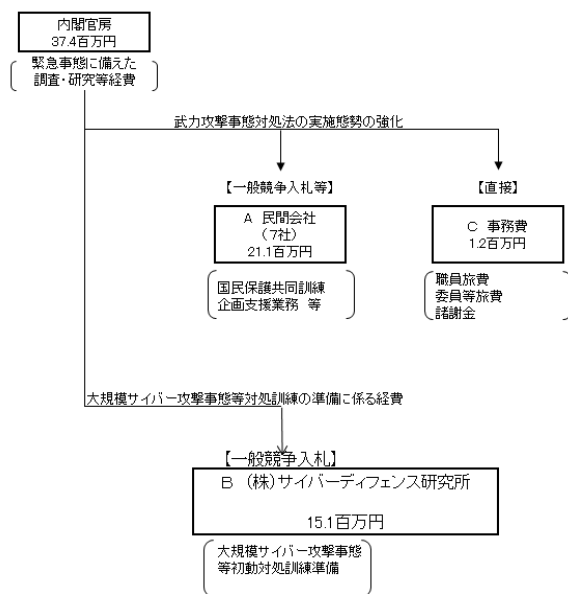 内閣官房
37.4百万円
緊急事態に備えた
調査・研究等経費
武力攻撃事態対処法の実施態勢の強化
【一般競争入札等】
A 民間会社
(7社)
21.1百万円
国民保護共同訓練
企画支援業務 等
【直接】
C 事務費
1.2百万円
職員旅費
委員等旅費
諸謝金
大規模サイバー攻撃事態等対処訓練の準備に係る経費
【一般競争入札】
B (株)サイバーディフェンス研究所
15.1百万円
大規模サイバー攻撃事態
等初動対処訓練準備